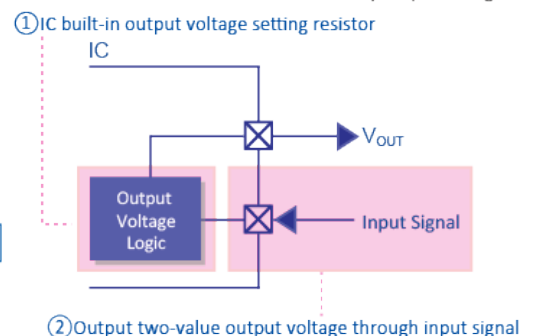 ①IC built-in output voltage setting resistor
IC
VOUT
Output
Voltage
Logic
Input Signal
②Output two-value output voltage through input signal